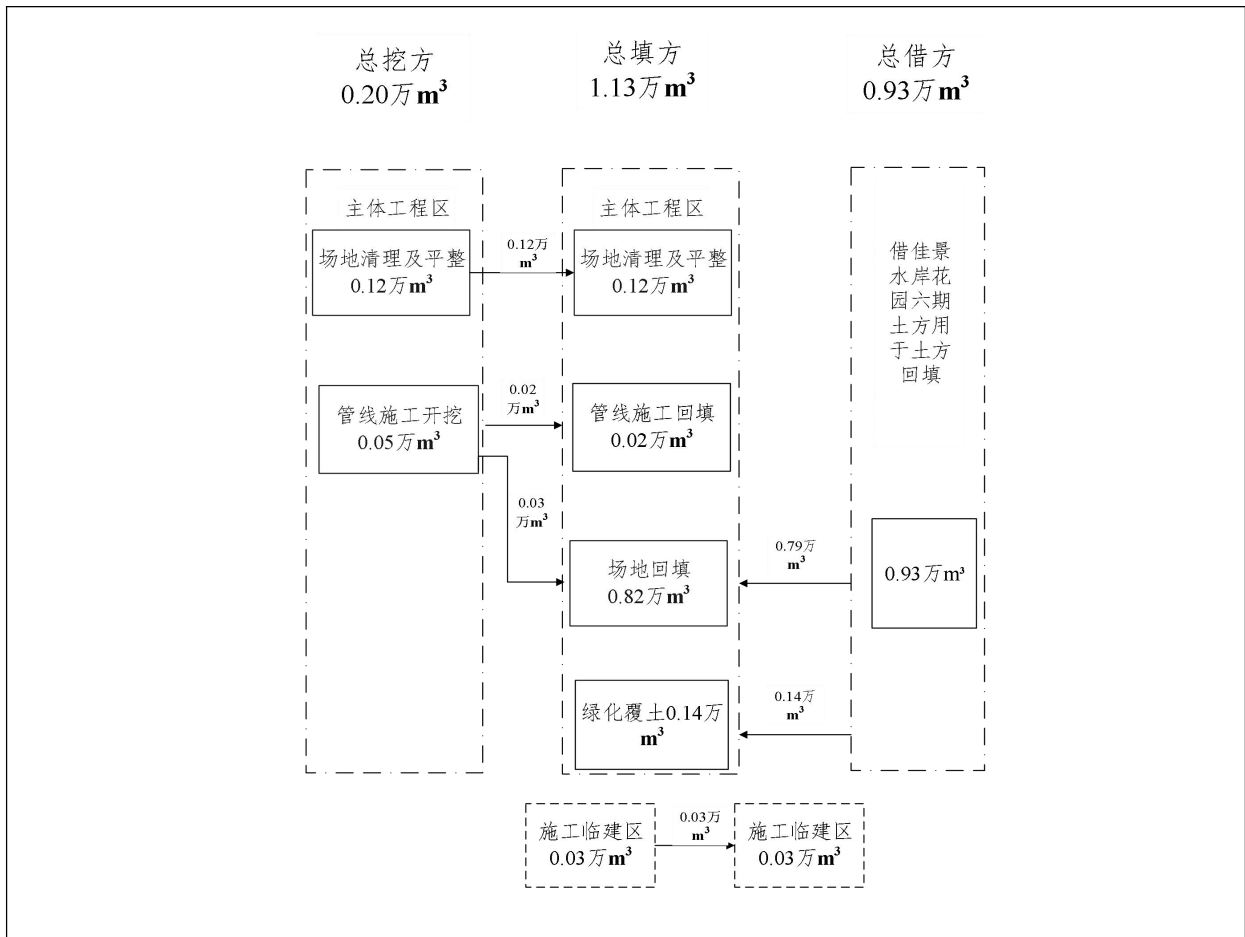 总挖方
0.20万m³
总填方
1.13万m³
总借方
0.93万m³
主体工程区
场地清理及平整
0.12万m³
0.12万
m³
主体工程区
场地清理及平整
0.12万m³
管线施工开挖
0.05万m³
0.02
万m³
管线施工回填
0.02万m³
0.03
万m³
场地回填
0.82万m³
0.79万
m³
绿化覆土0.14万
m³
0.14万
m³
借佳景
水岸花
园六期
土方用
于土方
回填
0.93万m³
施工临建区
0.03万m³
0.03万
m³
施工临建区
0.03万m³